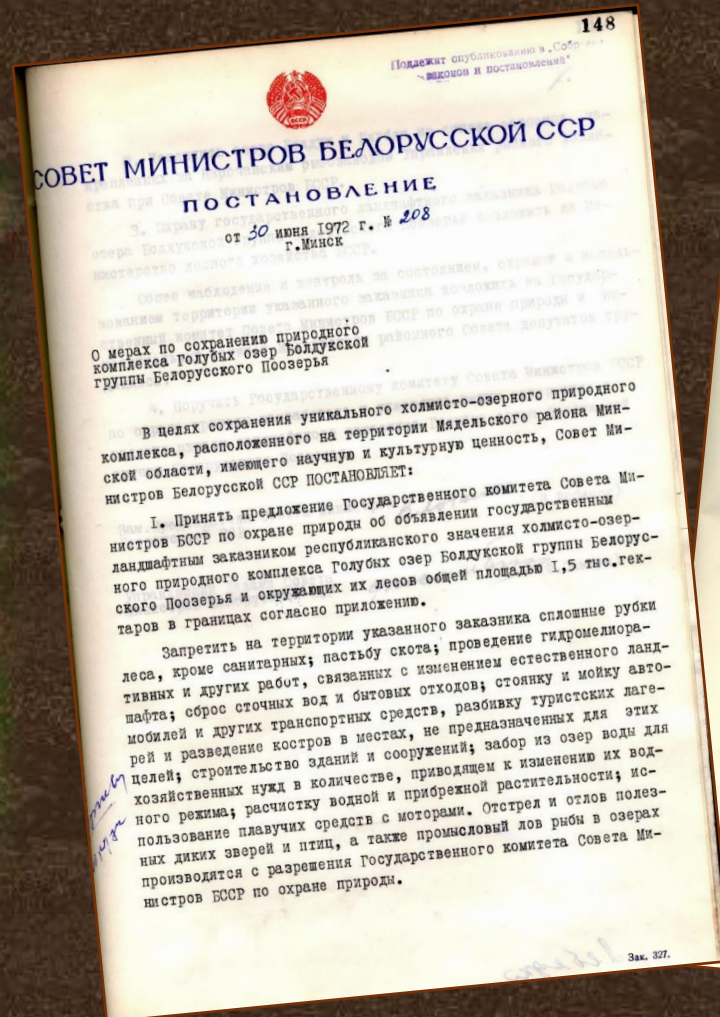 148
Подлежит опубликованию в „Собр
законов и постановлений"
БССР
СОВЕТ МИНИСТРОВ БЕЛОРУССКОЙ ССР
ПОСТАНОВЛЕНИЕ
от 30 июня 1972 г. № 208
г.Минск
О мерах по сохранению природного
комплекса Голубых озер Болдукской
группы Белорусского Поозерья
В целях сохранения уникального холмисто-озерного природного
комплекса, расположенного на территории Мядельского района Мин-
ской области, имеющего научную и культурную ценность, Совет Ми-
нистров Белорусской ССР ПОСТАНОВЛЯЕТ:
I. Принять предложение Государственного комитета Совета Ми-
нистров БССР по охране природы об объявлении государственным
ландшафтным заказником республиканского значения холмисто-озер-
ного природного комплекса Голубых озер Болдукской группы Белорус-
ского Поозерья и окружающих их лесов общей площадью I,5 тыс.гек-
таров в границах согласно приложению.
Запретить на территории указанного заказника сплошные рубки
леса, кроме санитарных; пастьбу скота; проведение гидромелиора-
тивных и других работ, связанных с изменением естественного ланд-
шафта; сброс сточных вод и бытовых отходов; стоянку и мойку авто-
мобилей и других транспортных средств, разбивку туристских лаге-
рей и разведение костров в местах, не предназначенных для этих
целей; строительство зданий и сооружений; забор из озер воды для
хозяйственных нужд в количестве, приводящем к изменению их вод-
ного режима; расчистку водной и прибрежной растительности; ис-
пользование плавучих средств с моторами. Отстрел и отлов полез-
ных диких зверей и птиц, а также промысловый лов рыбы в озерах
производятся с разрешения Государственного комитета Совета Ми-
нистров БССР по охране природы.
Зак. 327.